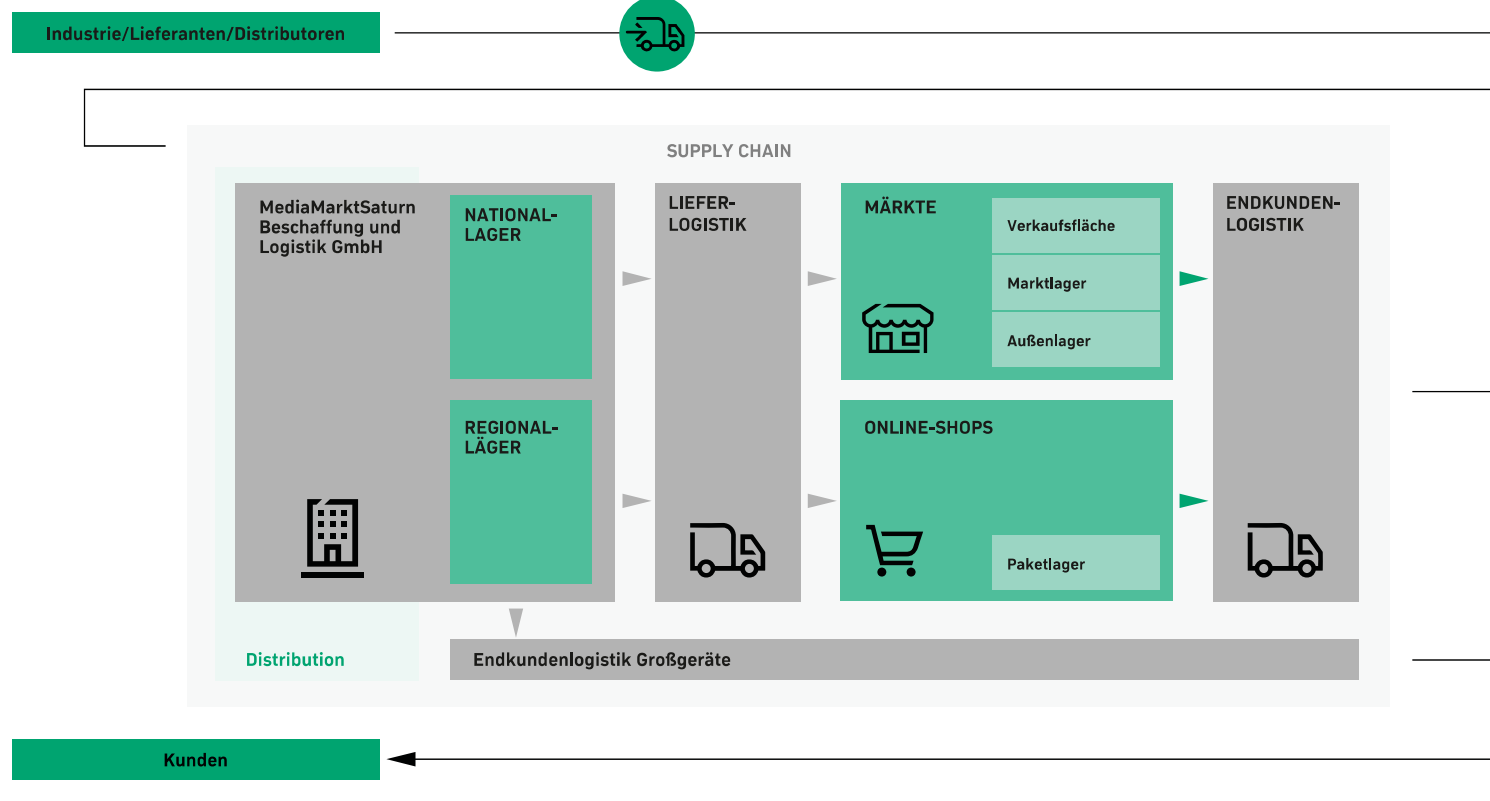 Industrie/Lieferanten/Distributoren
SUPPLY CHAIN
MediaMarktSaturn
Beschaffung und
Logistik GmbH
NATIONAL-
LAGER
REGIONAL-
LÄGER
LIEFER-
LOGISTIK
MÄRKTE
Verkaufsfläche
Marktlager
Außenlager
ONLINE-SHOPS
Paketlager
ENDKUNDEN-
LOGISTIK
Distribution
Endkundenlogistik Großgeräte
Kunden